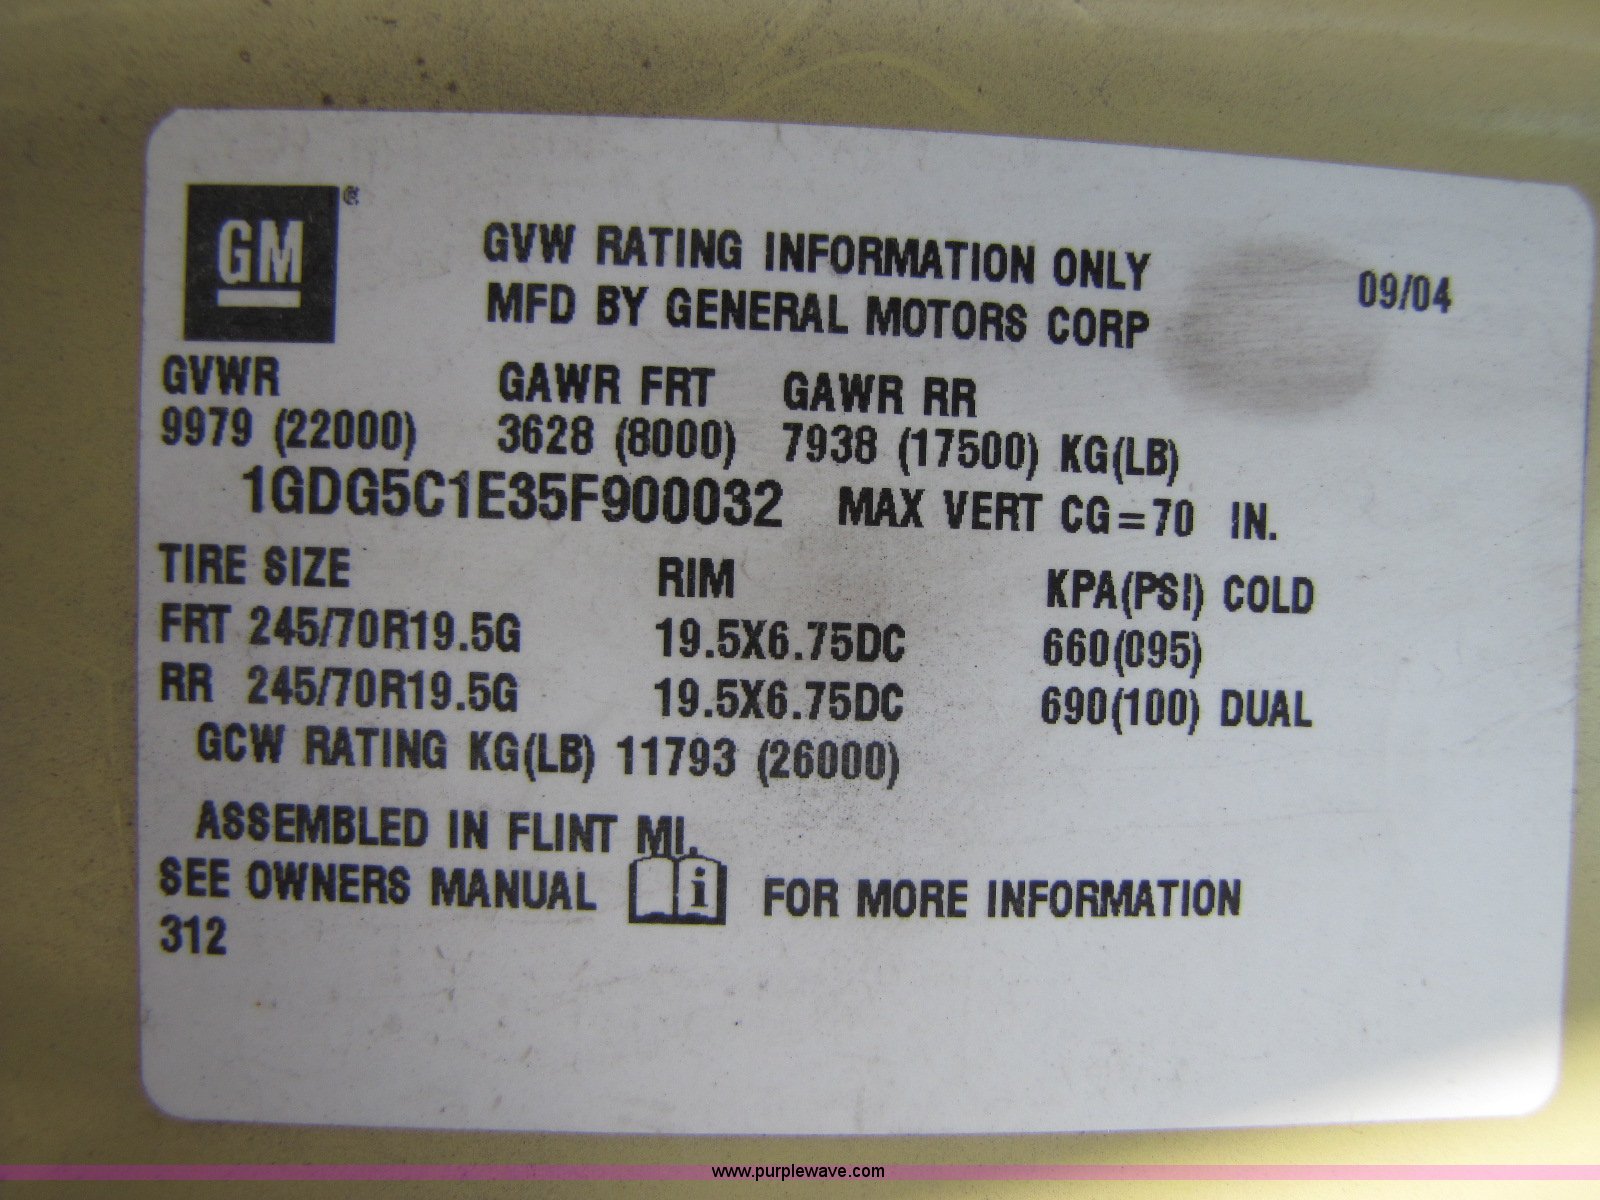 GM ®
GVW RATING INFORMATION ONLY
09/04
MFD BY GENERAL MOTORS CORP
GVWR GAWR FRT GAWR RR
9979 (22000) 3628 (8000) 7938 (17500) KG(LB)
1GDG5C1E35F900032 MAX VERT CG=70 IN.
TIRE SIZE RIM KPA(PSI) COLD
FRT 245/70R19.5G 19.5X6.75DC 660(095)
RR 245/70R19.5G 19.5X6.75DC 690(100) DUAL
GCW RATING KG(LB) 11793 (26000)
ASSEMBLED IN FLINT MI.
SEE OWNERS MANUAL i FOR MORE INFORMATION
312
www.purplewave.com